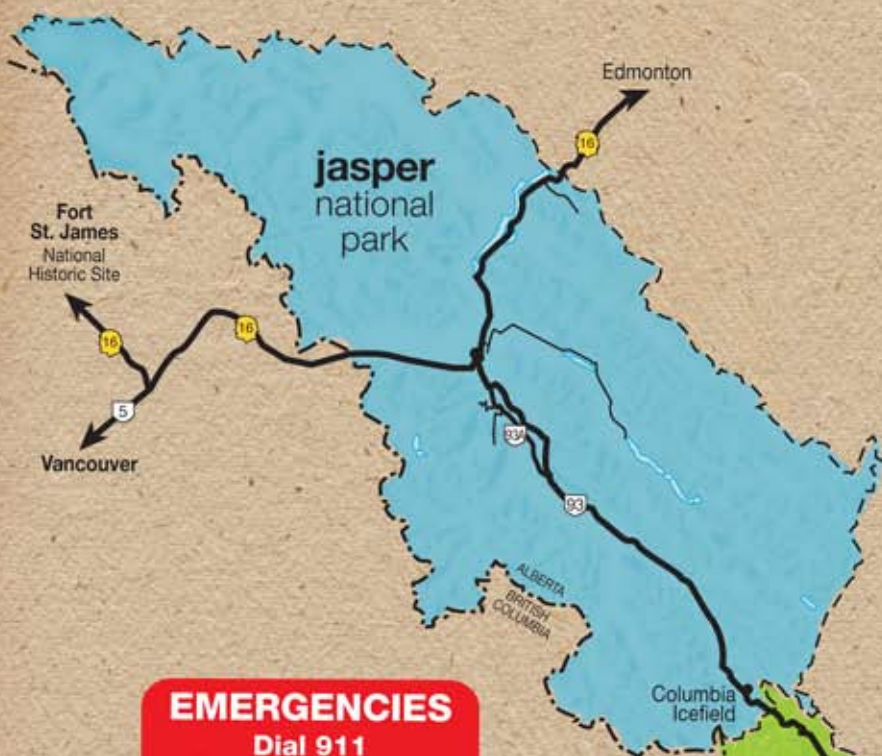 Edmonton
16
jasper
national
park
Fort
St. James
National
Historic Site
16
16
5
Vancouver
93A
93
ALBERTA
BRITISH
COLUMBIA
Columbia
Icefield
EMERGENCIES
Dial 911